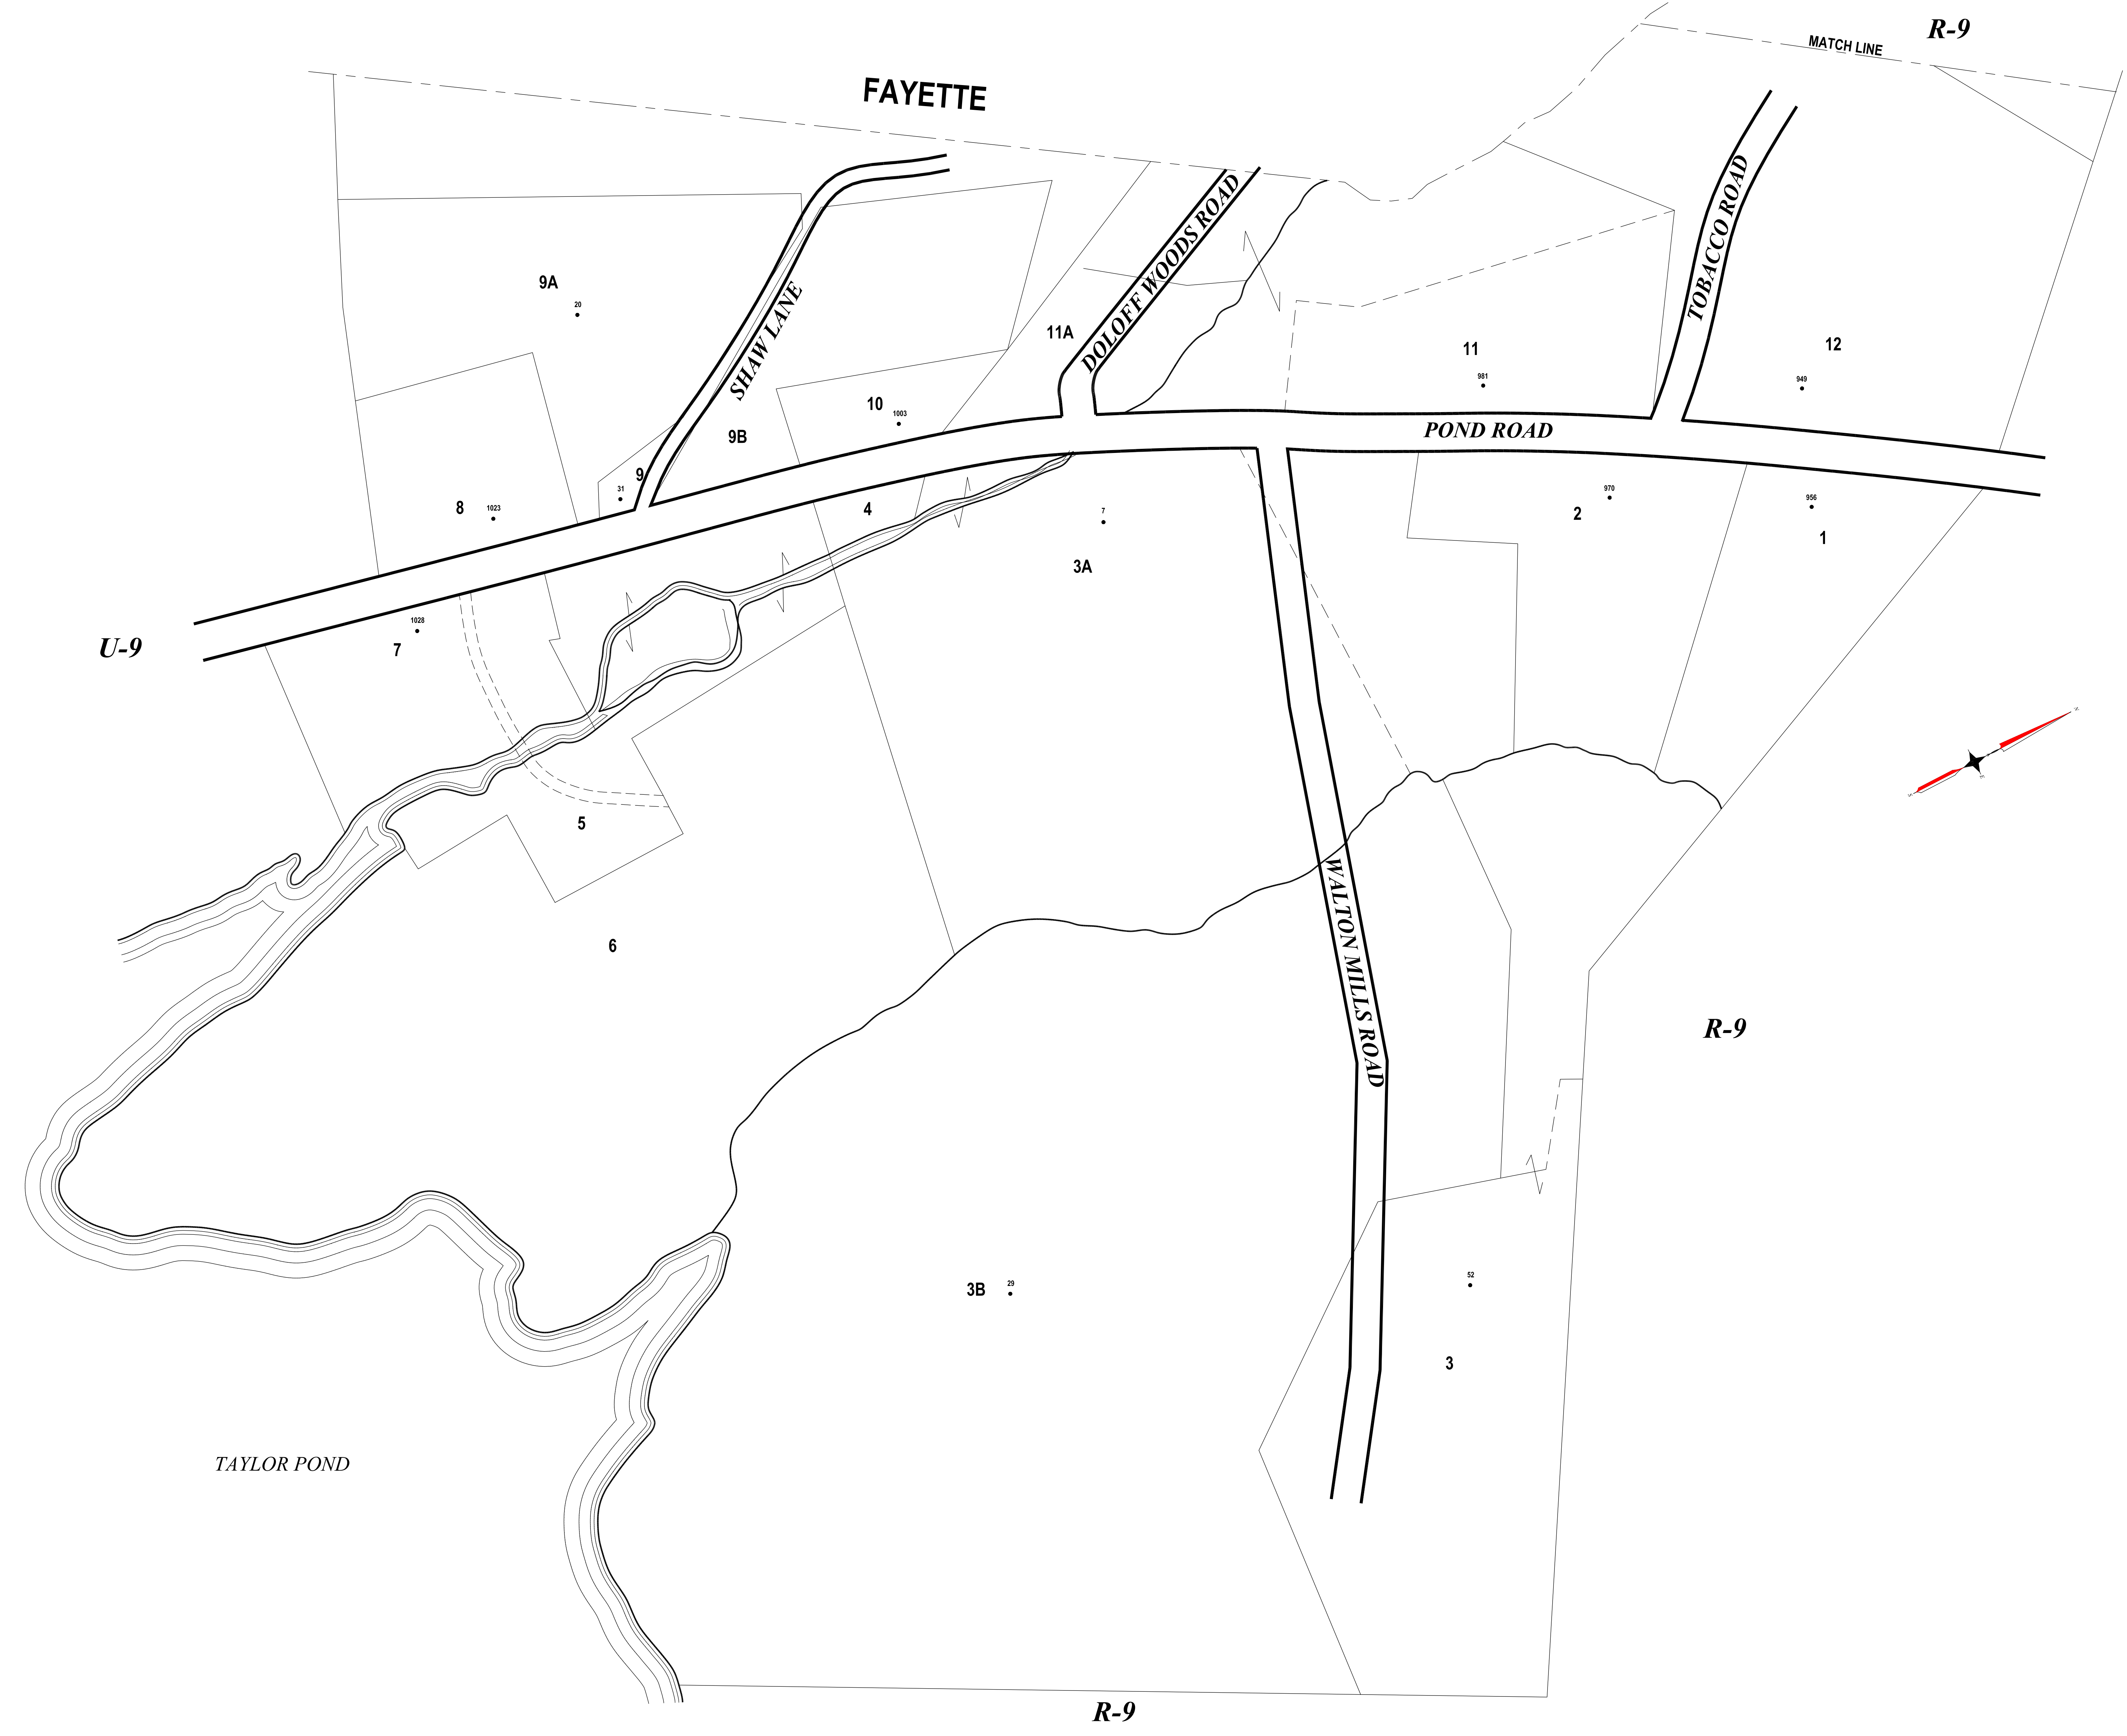 R-9
MATCH LINE
FAYETTE
DOLOFF WOODS ROAD
TOBACCO ROAD
SHAW LANE
9A
20
11A
11
981
12
949
10
1003
9B
POND ROAD
9
31
8
1023
4
7
3A
970
2
956
1
1028
7
U-9
5
6
WALTON MILLS ROAD
R-9
3B
29
52
3
TAYLOR POND
R-9